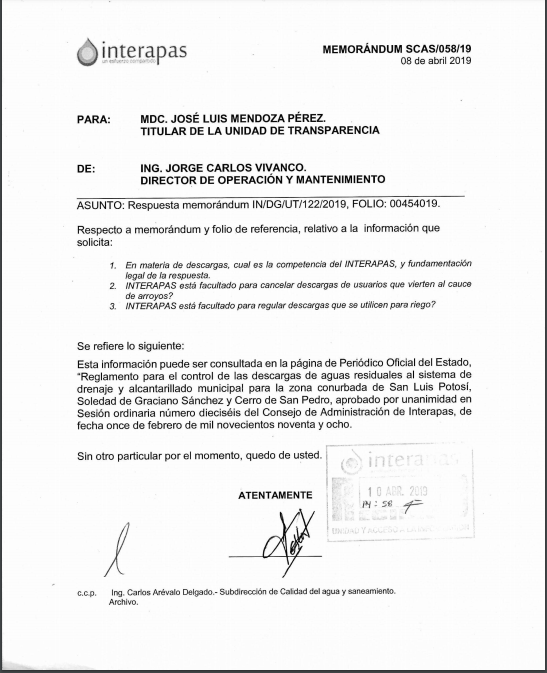 interapas
un esfuerzo compartido
MEMORÁNDUM SCAS/058/19
08 de abril 2019
PARA: MDC. JOSÉ LUIS MENDOZA PÉREZ.
TITULAR DE LA UNIDAD DE TRANSPARENCIA
DE: ING. JORGE CARLOS VIVANCO.
DIRECTOR DE OPERACIÓN Y MANTENIMIENTO
ASUNTO: Respuesta memorándum IN/DG/UT/122/2019, FOLIO: 00454019.
Respecto a memorándum y folio de referencia, relativo a la información que
solicita:
1. En materia de descargas, cual es la competencia del INTERAPAS, y fundamentación
legal de la respuesta.
2. INTERAPAS está facultado para cancelar descargas de usuarios que vierten al cauce
de arroyos?
3. INTERAPAS está facultado para regular descargas que se utilicen para riego?
Se refiere lo siguiente:
Esta información puede ser consultada en la página de Periódico Oficial del Estado,
"Reglamento para el control de las descargas de aguas residuales al sistema de
drenaje y alcantarillado municipal para la zona conurbada de San Luis Potosí,
Soledad de Graciano Sánchez y Cerro de San Pedro, aprobado por unanimidad en
Sesión ordinaria número dieciséis del Consejo de Administración de Interapas, de
fecha once de febrero de mil novecientos noventa y ocho.
Sin otro particular por el momento, quedo de usted.
interapas
10 ABR. 2019
14:58
ATENTAMENTE
c.c.p. Ing. Carlos Arévalo Delgado.- Subdirección de Calidad del agua y saneamiento.
Archivo.